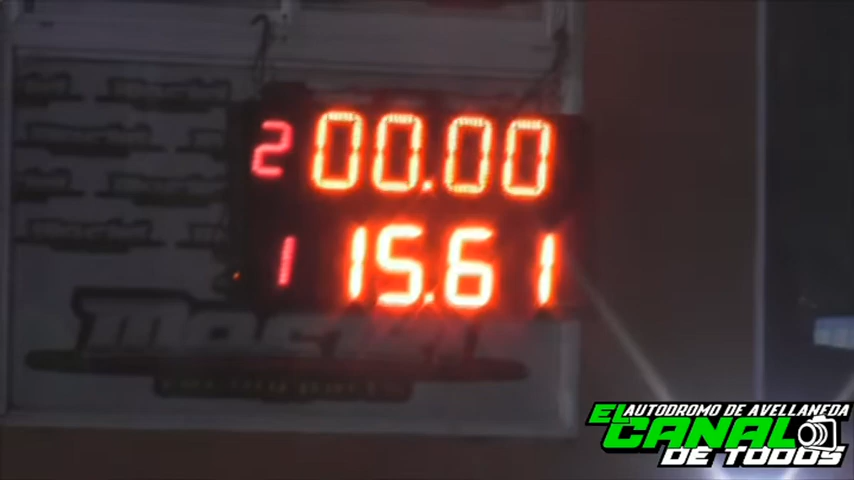 2 00.00
1 15.61
EL AUTODROMO DE AVELLANEDA
CANAL
DE TODOS